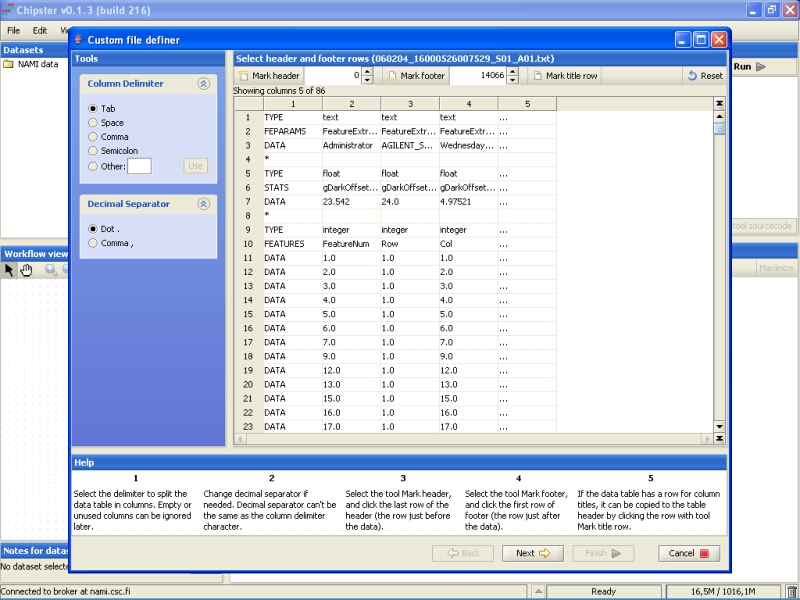 Chipster v0.1.3 (build 216)
File Edit
Datasets
NAMI data
Custom file definer
Tools
Column Delimiter
Tab
Space
Comma
Semicolon
Other:
Use
Decimal Separator
Dot .
Comma ,
Select header and footer rows (060204_16000526007529_S01_A01.txt)
Mark header 0 Mark footer 14066 Mark title row Reset
Showing columns 5 of 86
1 2 3 4 5
1 TYPE text text text ...
2 FEPARAMS FeatureExtr... FeatureExtr... FeatureExtr... ...
3 DATA Administrator AGILENT_S... Wednesday... ...
4 *
5 TYPE float float float ...
6 STATS gDarkOffset... gDarkOffset... gDarkOffset... ...
7 DATA 23.542 24.0 4.97521 ...
8 *
9 TYPE integer integer integer ...
10 FEATURES FeatureNum Row Col ...
11 DATA 1.0 1.0 1.0 ...
12 DATA 2.0 1.0 2.0 ...
13 DATA 3.0 1.0 3.0 ...
14 DATA 4.0 1.0 4.0 ...
15 DATA 5.0 1.0 5.0 ...
16 DATA 6.0 1.0 6.0 ...
17 DATA 7.0 1.0 7.0 ...
18 DATA 9.0 1.0 9.0 ...
19 DATA 12.0 1.0 12.0 ...
20 DATA 13.0 1.0 13.0 ...
21 DATA 15.0 1.0 15.0 ...
22 DATA 16.0 1.0 16.0 ...
23 DATA 17.0 1.0 17.0 ...
Run
tool sourcecode
Workflow view
Maximize
Help
1
Select the delimiter to split the
data table in columns. Empty or
unused columns can be ignored
later.
2
Change decimal separator if
needed. Decimal separator can't be
the same as the column delimiter
character.
3
Select the tool Mark header,
and click the last row of the
header (the row just before
the data).
4
Select the tool Mark footer,
and click the first row of
footer (the row just after
the data).
5
If the data table has a row for column
titles, it can be copied to the table
header by clicking the row with tool
Mark title row.
Back Next Finish Cancel
Notes for datas
No dataset selecte
Connected to broker at nami.csc.fi
Ready
16,5M / 1016,1M